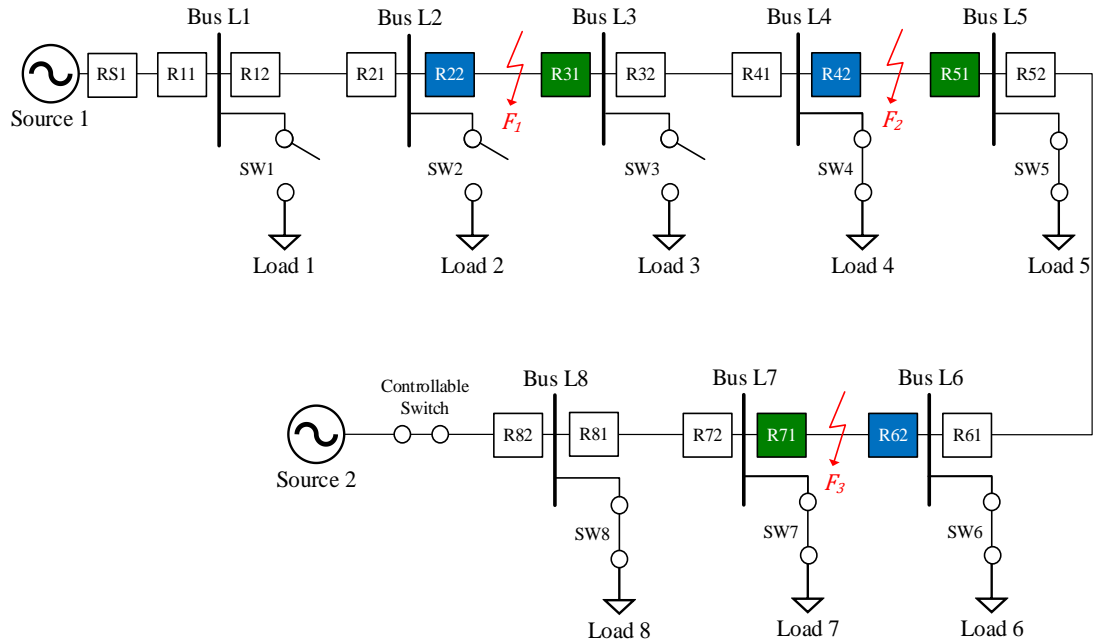 Bus L1
Bus L2
Bus L3
Bus L4
Bus L5
RS1
R11
R12
R21
R22
R31
R32
R41
R42
R51
R52
Source 1
F1
F2
SW1
SW2
SW3
SW4
SW5
Load 1
Load 2
Load 3
Load 4
Load 5
Bus L8
Bus L7
Bus L6
Controllable
Switch
R82
R81
R72
R71
R62
R61
Source 2
F3
SW8
SW7
SW6
Load 8
Load 7
Load 6